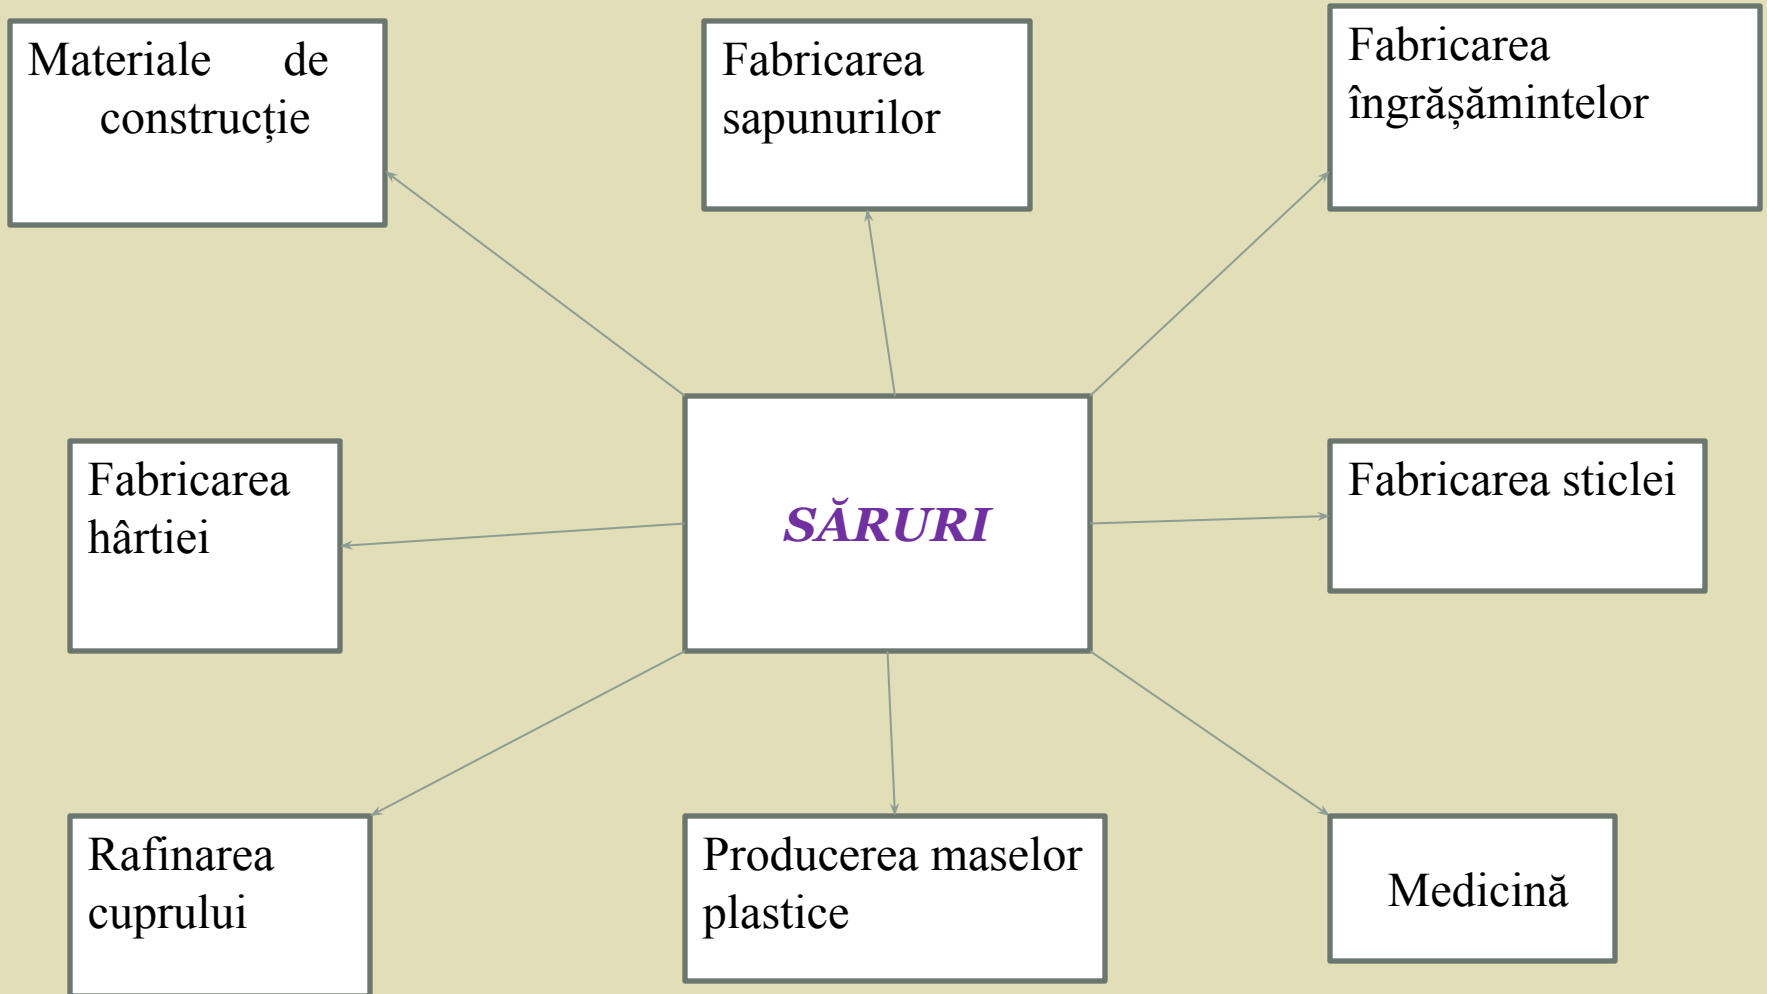 Materiale de
construcție
Fabricarea
sapunurilor
Fabricarea
îngrășămintelor
Fabricarea
hârtiei
SĂRURI
Fabricarea sticlei
Rafinarea
cuprului
Producerea maselor
plastice
Medicină